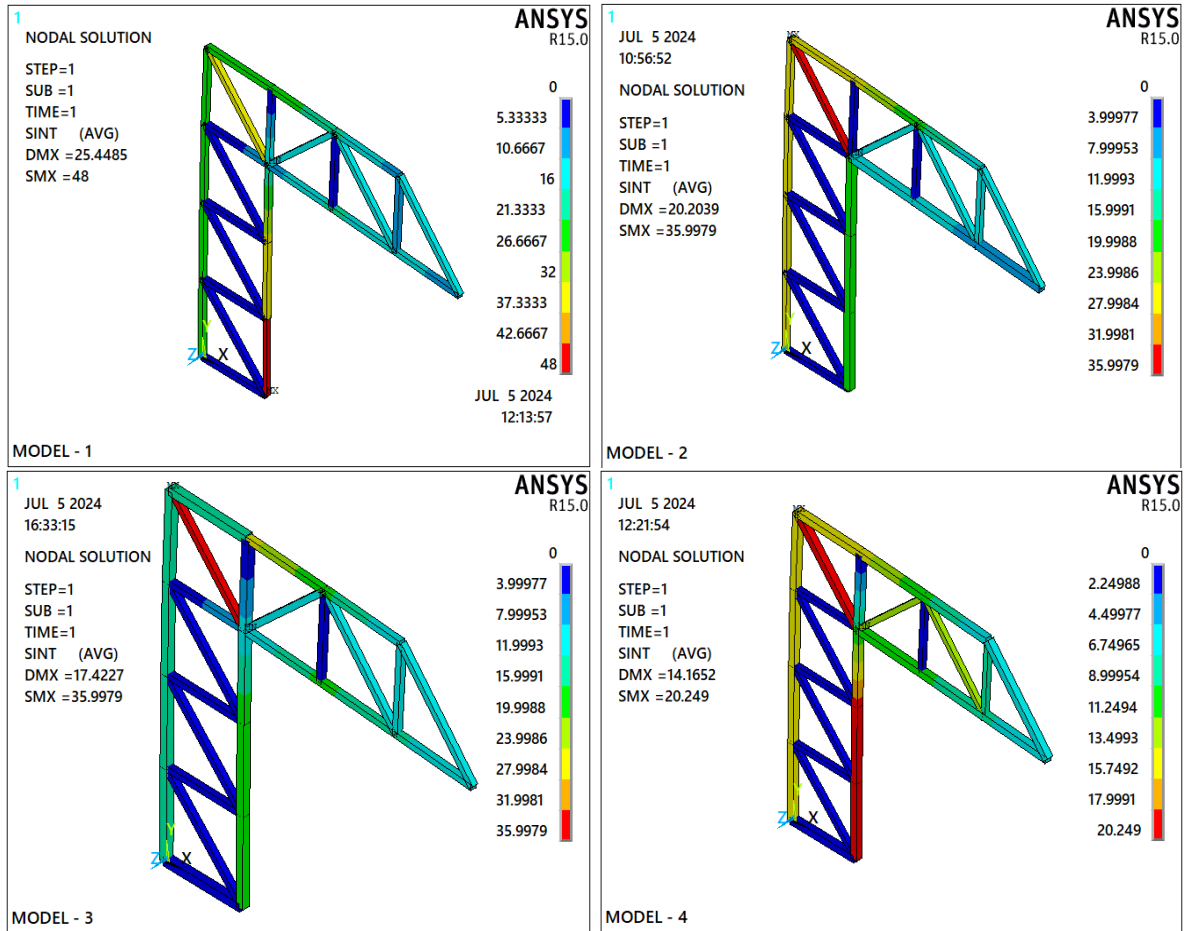 1
ANSYS
R15.0
NODAL SOLUTION
STEP=1
SUB =1
TIME=1
SINT (AVG)
DMX =25.4485
SMX =48
0
5.33333
10.6667
16
21.3333
26.6667
32
37.3333
42.6667
48
MX
Y
Z X
JUL 5 2024
12:13:57
MODEL - 1
1
ANSYS
R15.0
JUL 5 2024
10:56:52
NODAL SOLUTION
STEP=1
SUB =1
TIME=1
SINT (AVG)
DMX =20.2039
SMX =35.9979
MX
0
3.99977
7.99953
11.9993
15.9991
19.9988
23.9986
27.9984
31.9981
35.9979
Y
Z X
MODEL - 2
1
ANSYS
R15.0
JUL 5 2024
16:33:15
NODAL SOLUTION
STEP=1
SUB =1
TIME=1
SINT (AVG)
DMX =17.4227
SMX =35.9979
MX
0
3.99977
7.99953
11.9993
15.9991
19.9988
23.9986
27.9984
31.9981
35.9979
Y
Z X
MODEL - 3
1
ANSYS
R15.0
JUL 5 2024
12:21:54
NODAL SOLUTION
STEP=1
SUB =1
TIME=1
SINT (AVG)
DMX =14.1652
SMX =20.249
MX
0
2.24988
4.49977
6.74965
8.99954
11.2494
13.4993
15.7492
17.9991
20.249
Y
Z X
MODEL - 4